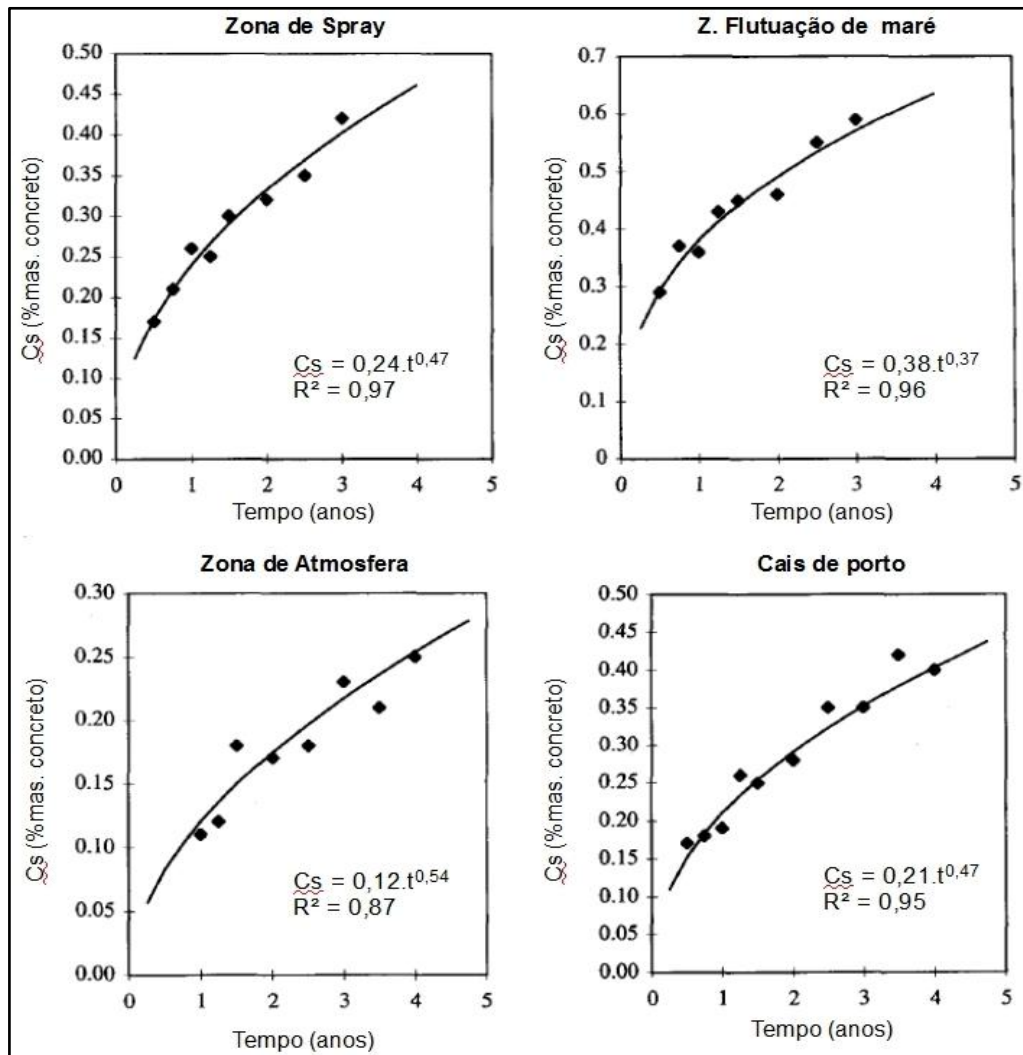 Zona de Spray
0.50
0.45
0.40
0.35
0.30
0.25
0.20
0.15
0.10
0.05
0.00
Cs (%mas. concreto)
Cs = 0,24.t^0,47
R² = 0,97
0 1 2 3 4 5
Tempo (anos)
Z. Flutuação de maré
0.7
0.6
0.5
0.4
0.3
0.2
0.1
0
Cs (%mas. concreto)
Cs = 0,38.t^0,37
R² = 0,96
0 1 2 3 4 5
Tempo (anos)
Zona de Atmosfera
0.30
0.25
0.20
0.15
0.10
0.05
0.00
Cs (%mas. concreto)
Cs = 0,12.t^0,54
R² = 0,87
0 1 2 3 4 5
Tempo (anos)
Cais de porto
0.50
0.45
0.40
0.35
0.30
0.25
0.20
0.15
0.10
0.05
0.00
Cs (%mas. concreto)
Cs = 0,21.t^0,47
R² = 0,95
0 1 2 3 4 5
Tempo (anos)